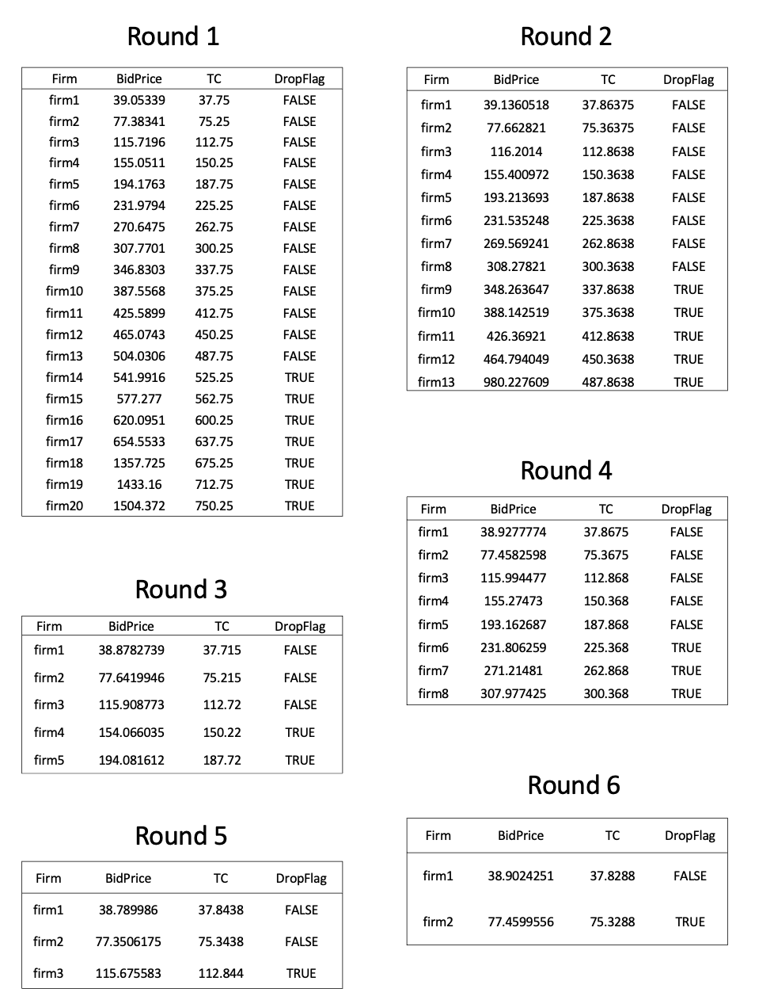 Round 1
Firm BidPrice TC DropFlag
firm1 39.05339 37.75 FALSE
firm2 77.38341 75.25 FALSE
firm3 115.7196 112.75 FALSE
firm4 155.0511 150.25 FALSE
firm5 194.1763 187.75 FALSE
firm6 231.9794 225.25 FALSE
firm7 270.6475 262.75 FALSE
firm8 307.7701 300.25 FALSE
firm9 346.8303 337.75 FALSE
firm10 387.5568 375.25 FALSE
firm11 425.5899 412.75 FALSE
firm12 465.0743 450.25 FALSE
firm13 504.0306 487.75 FALSE
firm14 541.9916 525.25 TRUE
firm15 577.277 562.75 TRUE
firm16 620.0951 600.25 TRUE
firm17 654.5533 637.75 TRUE
firm18 1357.725 675.25 TRUE
firm19 1433.16 712.75 TRUE
firm20 1504.372 750.25 TRUE
Round 2
Firm BidPrice TC DropFlag
firm1 39.1360518 37.86375 FALSE
firm2 77.662821 75.36375 FALSE
firm3 116.2014 112.8638 FALSE
firm4 155.400972 150.3638 FALSE
firm5 193.213693 187.8638 FALSE
firm6 231.535248 225.3638 FALSE
firm7 269.569241 262.8638 FALSE
firm8 308.27821 300.3638 FALSE
firm9 348.263647 337.8638 TRUE
firm10 388.142519 375.3638 TRUE
firm11 426.36921 412.8638 TRUE
firm12 464.794049 450.3638 TRUE
firm13 980.227609 487.8638 TRUE
Round 3
Firm BidPrice TC DropFlag
firm1 38.8782739 37.715 FALSE
firm2 77.6419946 75.215 FALSE
firm3 115.908773 112.72 FALSE
firm4 154.066035 150.22 TRUE
firm5 194.081612 187.72 TRUE
Round 4
Firm BidPrice TC DropFlag
firm1 38.9277774 37.8675 FALSE
firm2 77.4582598 75.3675 FALSE
firm3 115.994477 112.868 FALSE
firm4 155.27473 150.368 FALSE
firm5 193.162687 187.868 FALSE
firm6 231.806259 225.368 TRUE
firm7 271.21481 262.868 TRUE
firm8 307.977425 300.368 TRUE
Round 5
Firm BidPrice TC DropFlag
firm1 38.789986 37.8438 FALSE
firm2 77.3506175 75.3438 FALSE
firm3 115.675583 112.844 TRUE
Round 6
Firm BidPrice TC DropFlag
firm1 38.9024251 37.8288 FALSE
firm2 77.4599556 75.3288 TRUE